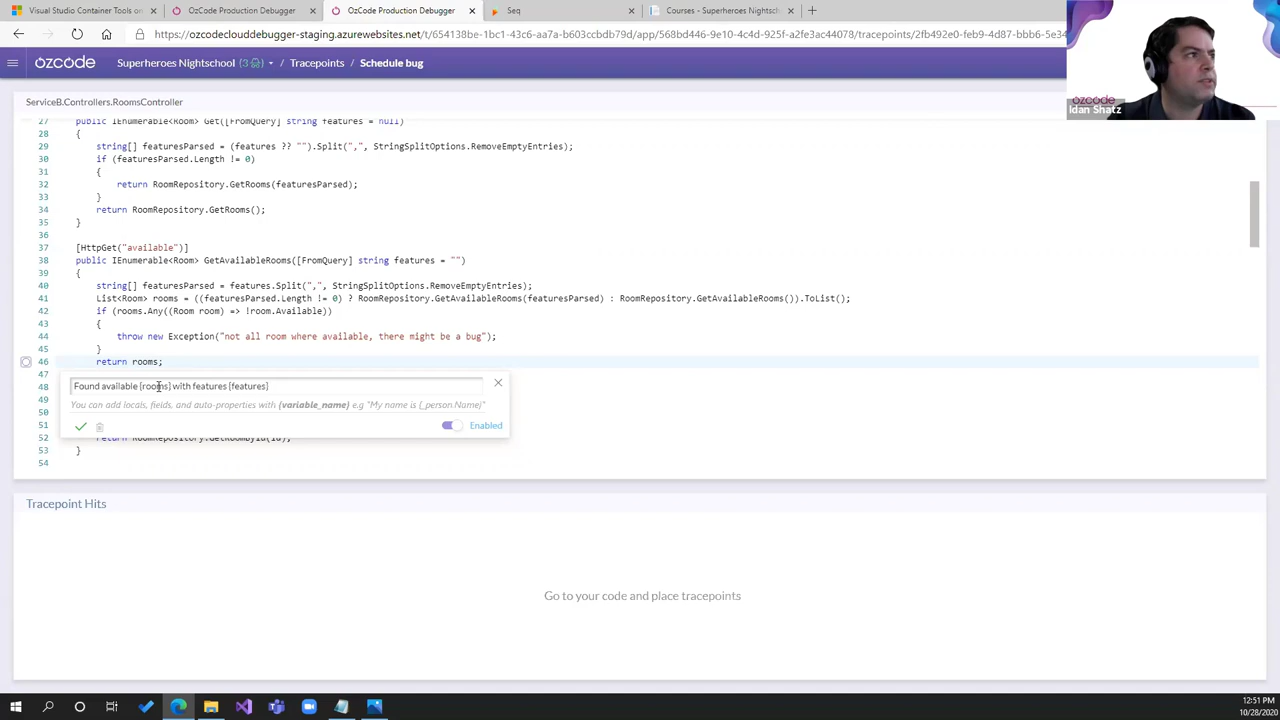 Visual Studio Container Tools on
OzCode Production Debugger
OzCode Production Debugger
Seq
Courses - Superheroes Nightsch
https://ozcodeclouddebugger-staging.azurewebsites.net/t/654138be-1bc1-43c6-aa7a-b603ccbdb79d/app/568bd446-9e10-4c4d-925f-a2fe3ac44078/tracepoints/2fb492e0-feb9-4d87-bbb6-5e34
ozcode
Superheroes Nightschool (3) Tracepoints Schedule bug
ozcode
Idan Shatz
ServiceB.Controllers.RoomsController
27 public IEnumerable<Room> Get([FromQuery] string features = null)
28 {
29 string[] featuresParsed = (features ?? "").Split(",", StringSplitOptions.RemoveEmptyEntries);
30 if (featuresParsed.Length != 0)
31 {
32 return RoomRepository.GetRooms(featuresParsed);
33 }
34 return RoomRepository.GetRooms();
35 }
36
37 [HttpGet("available")]
38 public IEnumerable<Room> GetAvailableRooms([FromQuery] string features = "")
39 {
40 string[] featuresParsed = features.Split(",", StringSplitOptions.RemoveEmptyEntries);
41 List<Room> rooms = ((featuresParsed.Length != 0) ? RoomRepository.GetAvailableRooms(featuresParsed) : RoomRepository.GetAvailableRooms()).ToList();
42 if (rooms.Any((Room room) => !room.Available))
43 {
44 throw new Exception("not all room where available, there might be a bug");
45 }
46 return rooms;
47
Found available {rooms} with features {features}
48
49
You can add locals, fields, and auto-properties with {variable_name} e.g "My name is {_person.Name}"
50
51
Enabled
52 return RoomRepository.GetRoomById(id);
53 }
54
Tracepoint Hits
Go to your code and place tracepoints
12:51 PM
10/28/2020